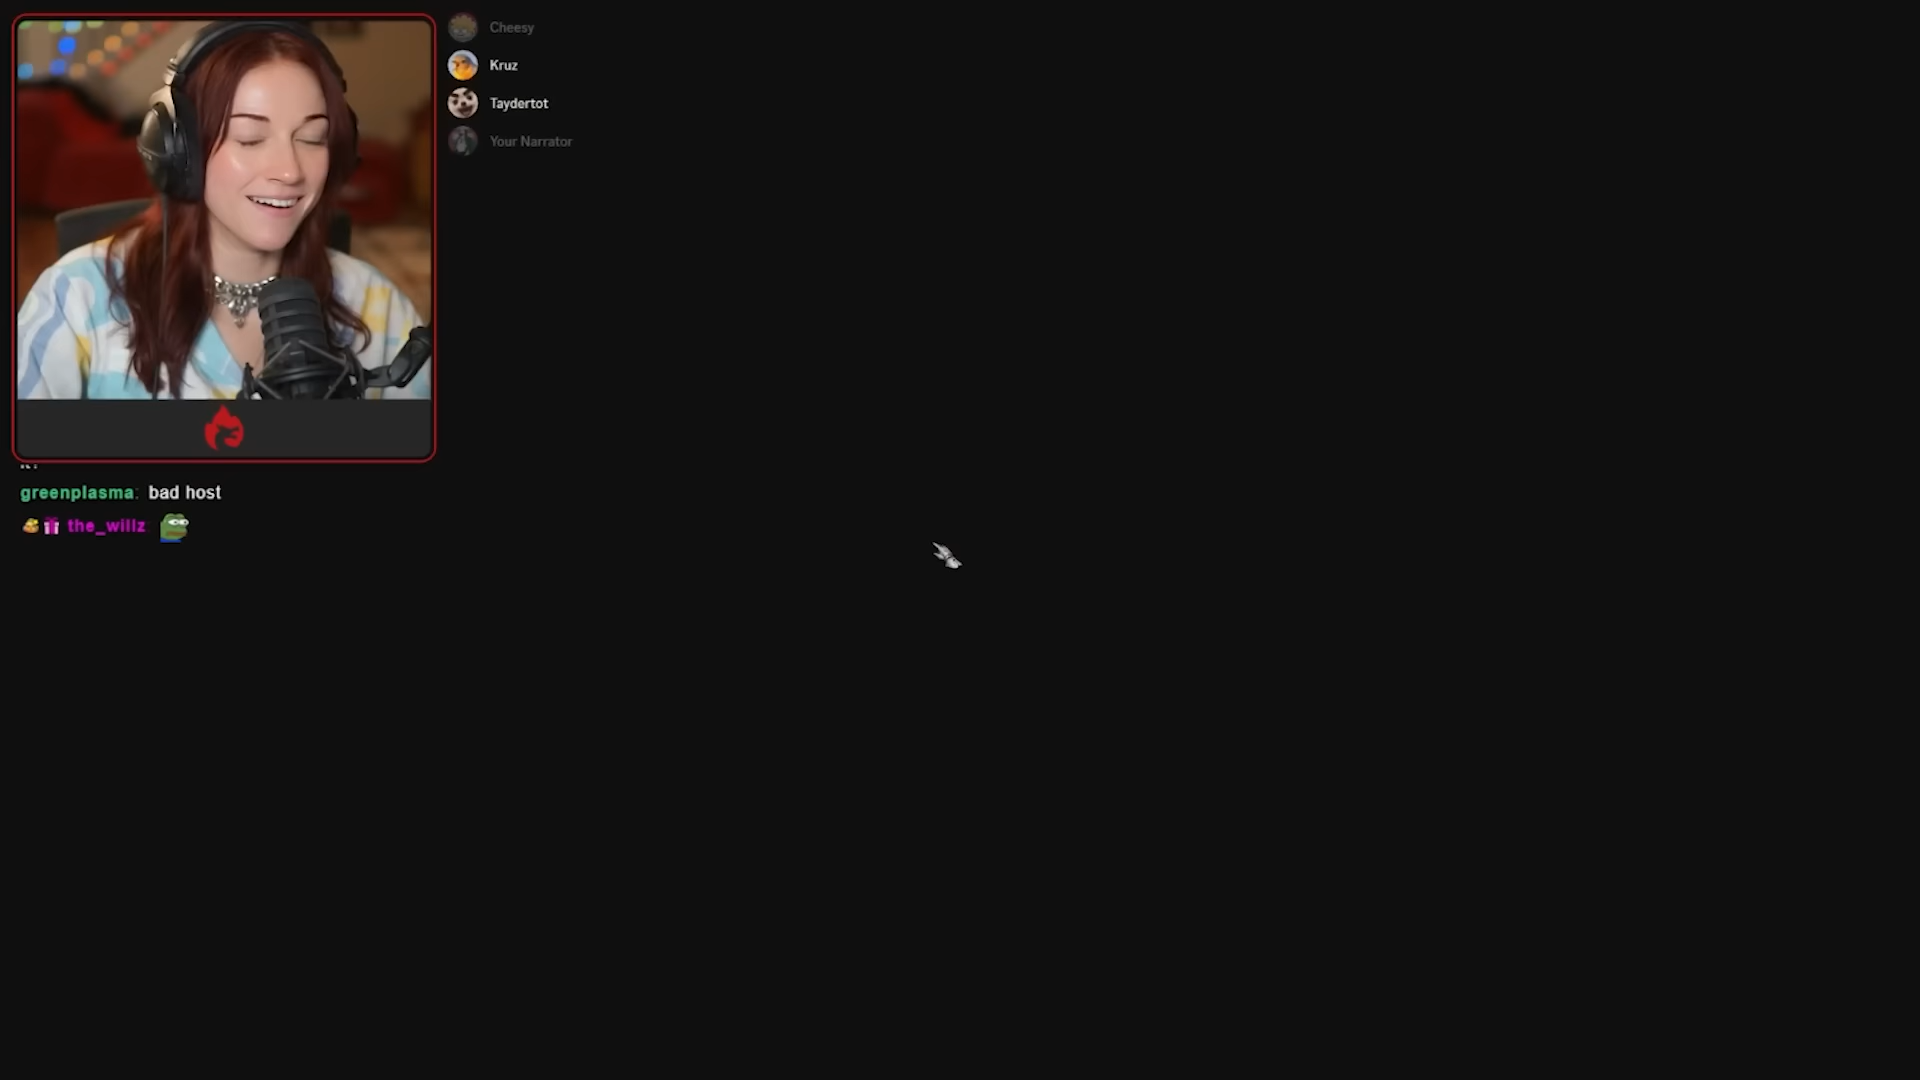 Cheesy
Kruz
Taydertot
Your Narrator
greenplasma: bad host
the_willz